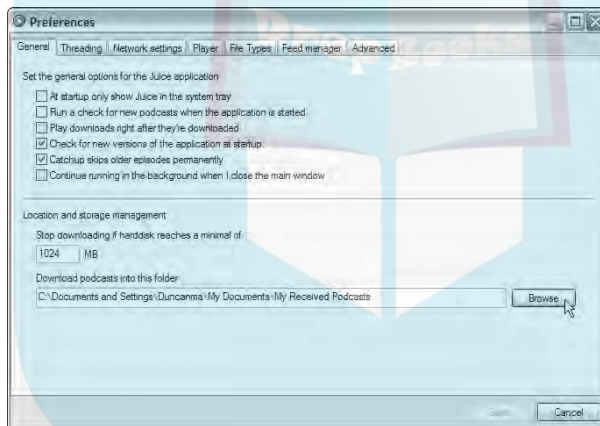 Preferences
General Threading Network settings Player File Types Feed manager Advanced
Set the general options for the Juice application
At startup only show Juice in the system tray
Run a check for new podcasts when the application is started
Play downloads right after they're downloaded
Check for new versions of the application at startup.
Catchup skips older episodes permanently
Continue running in the background when I close the main window
Location and storage management
Stop downloading if harddisk reaches a minimal of
1024 MB
Download podcasts into this folder
C:\Documents and Settings\Duncanma\My Documents\My Received Podcasts
Browse
Save Cancel